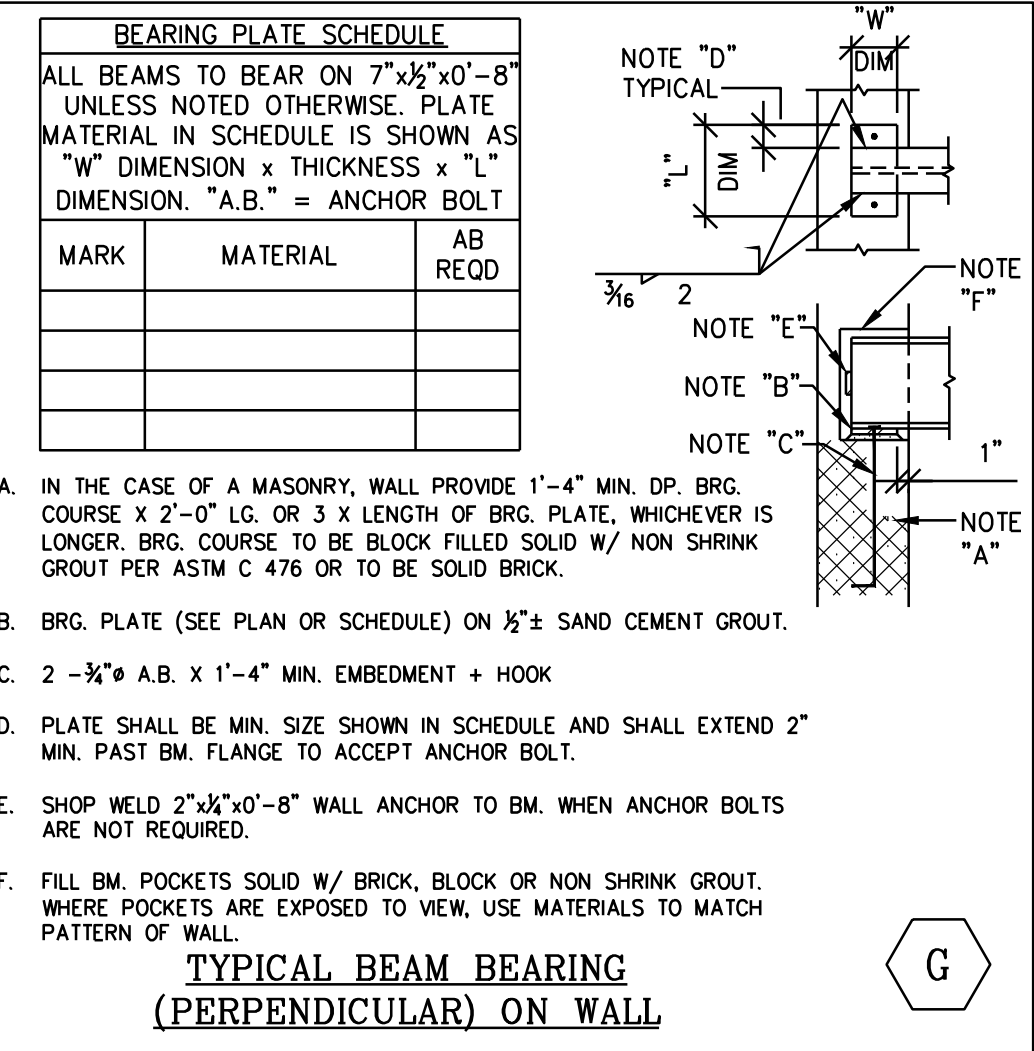 BEARING PLATE SCHEDULE
ALL BEAMS TO BEAR ON 7"x½"x0'-8"
UNLESS NOTED OTHERWISE. PLATE
MATERIAL IN SCHEDULE IS SHOWN AS
"W" DIMENSION x THICKNESS x "L"
DIMENSION. "A.B." = ANCHOR BOLT
MARK
MATERIAL
AB
REQD
"W"
DIM
NOTE "D"
TYPICAL
"L"
DIM
3/16
2
NOTE
"F"
NOTE "E"
NOTE "B"
NOTE "C"
1"
NOTE
"A"
A. IN THE CASE OF A MASONRY, WALL PROVIDE 1'-4" MIN. DP. BRG.
COURSE X 2'-0" LG. OR 3 X LENGTH OF BRG. PLATE, WHICHEVER IS
LONGER. BRG. COURSE TO BE BLOCK FILLED SOLID W/ NON SHRINK
GROUT PER ASTM C 476 OR TO BE SOLID BRICK.
B. BRG. PLATE (SEE PLAN OR SCHEDULE) ON ½"± SAND CEMENT GROUT.
C. 2 -¾"ø A.B. X 1'-4" MIN. EMBEDMENT + HOOK
D. PLATE SHALL BE MIN. SIZE SHOWN IN SCHEDULE AND SHALL EXTEND 2"
MIN. PAST BM. FLANGE TO ACCEPT ANCHOR BOLT.
E. SHOP WELD 2"x¼"x0'-8" WALL ANCHOR TO BM. WHEN ANCHOR BOLTS
ARE NOT REQUIRED.
F. FILL BM. POCKETS SOLID W/ BRICK, BLOCK OR NON SHRINK GROUT.
WHERE POCKETS ARE EXPOSED TO VIEW, USE MATERIALS TO MATCH
PATTERN OF WALL.
TYPICAL BEAM BEARING
(PERPENDICULAR) ON WALL
G